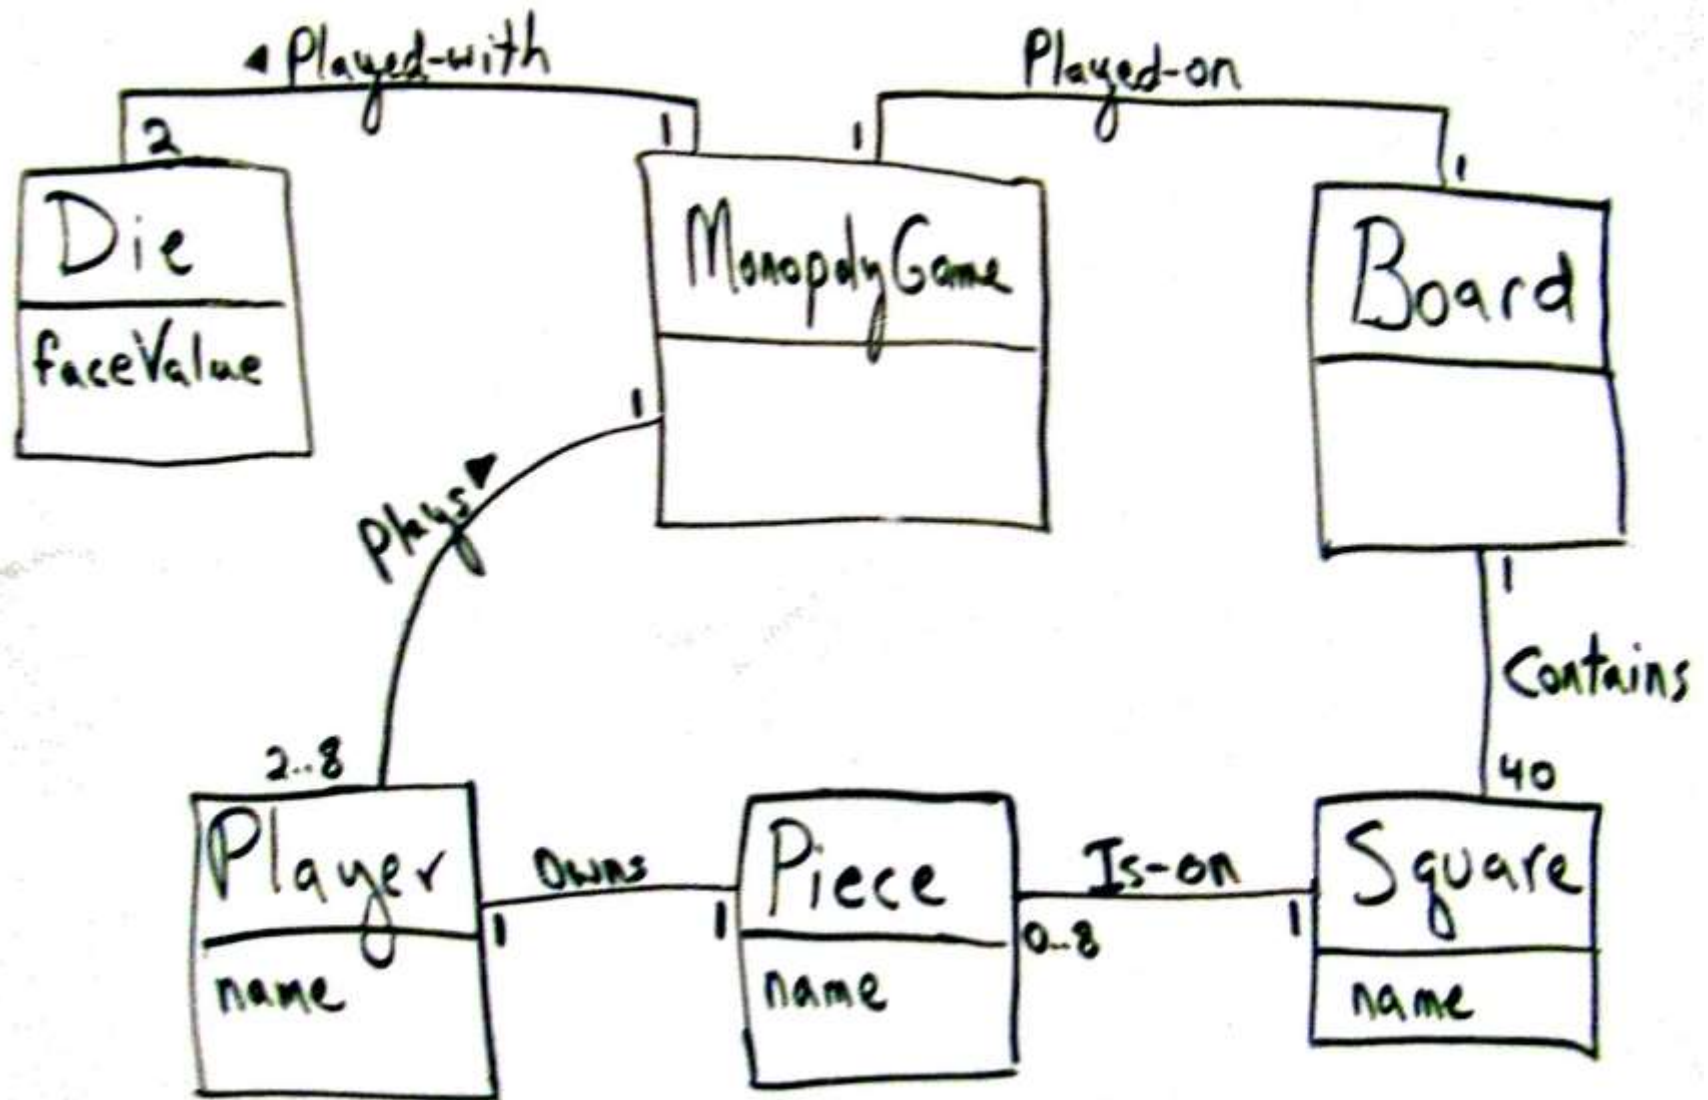 ◄ Played-with
Played-on
2
1
1
1
Die
faceValue
MonopolyGame
Board
1
Plays ►
1
Contains
2..8
40
Player
name
Owns
1
1
Piece
name
Is-on
0..8
1
Square
name